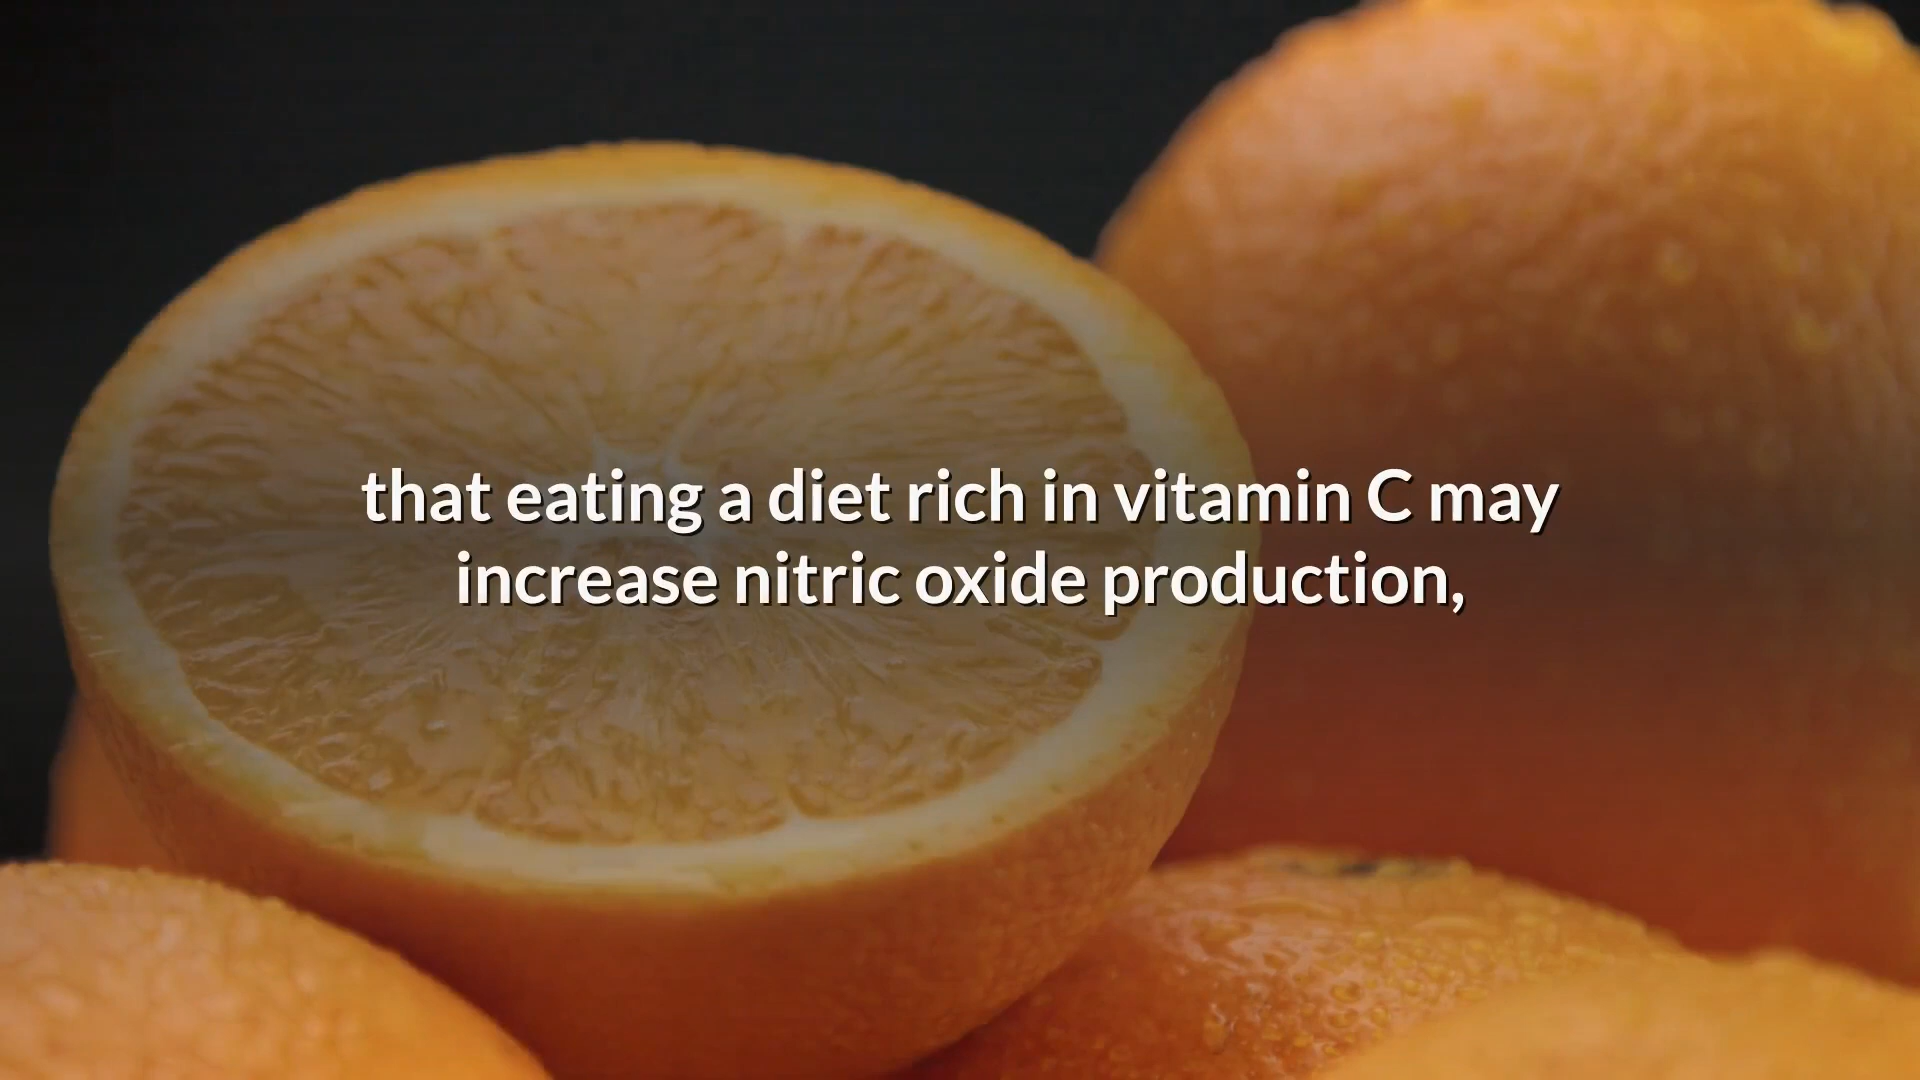 that eating a diet rich in vitamin C may
increase nitric oxide production,